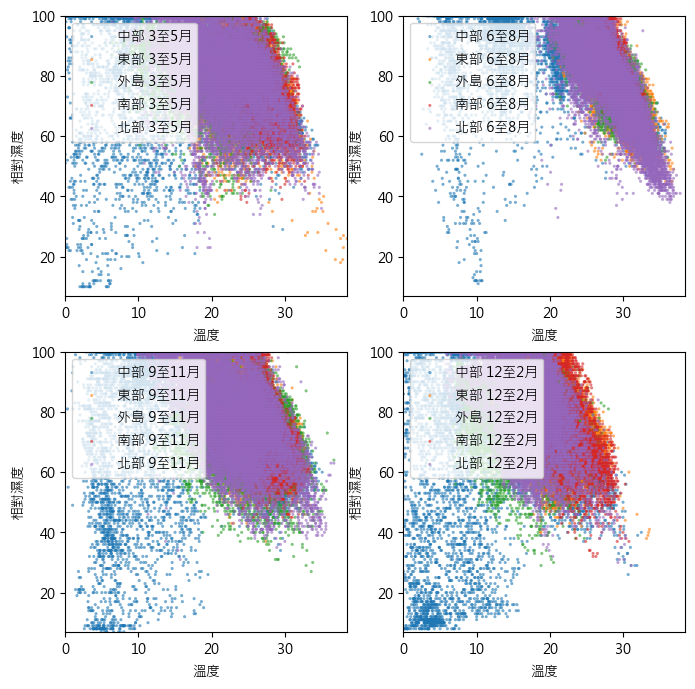 100
80
60
40
20
相對濕度
中部 3至5月
東部 3至5月
外島 3至5月
南部 3至5月
北部 3至5月
0
10
20
30
溫度
100
80
60
40
20
相對濕度
中部 6至8月
東部 6至8月
外島 6至8月
南部 6至8月
北部 6至8月
0
10
20
30
溫度
100
80
60
40
20
相對濕度
中部 9至11月
東部 9至11月
外島 9至11月
南部 9至11月
北部 9至11月
0
10
20
30
溫度
100
80
60
40
20
相對濕度
中部 12至2月
東部 12至2月
外島 12至2月
南部 12至2月
北部 12至2月
0
10
20
30
溫度